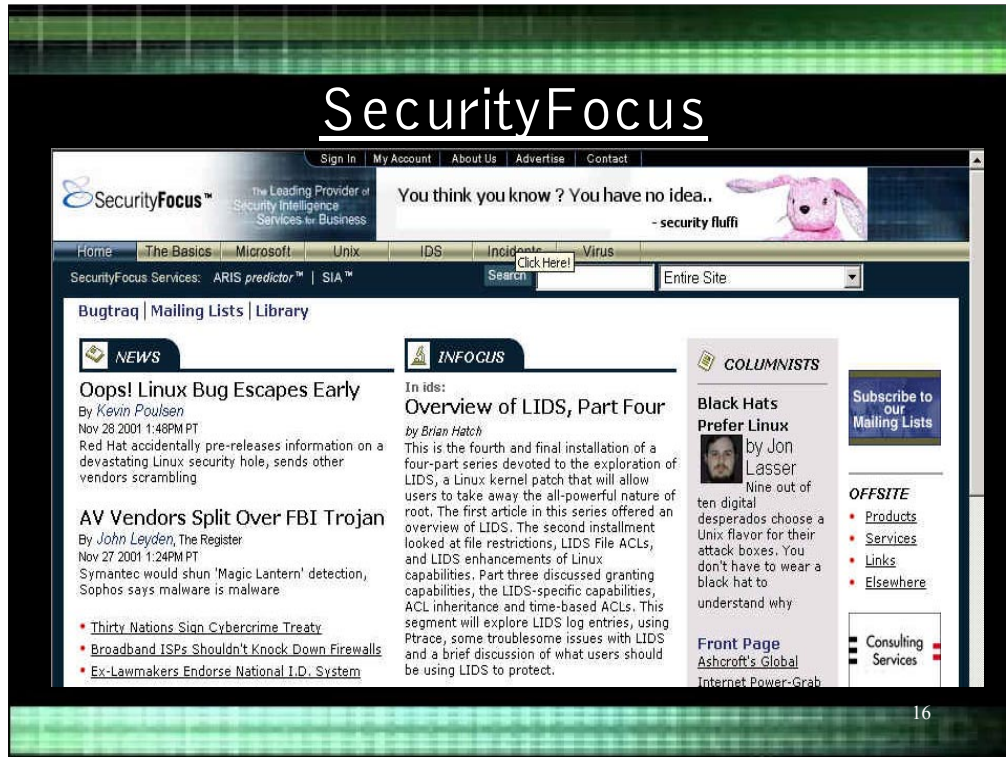 SecurityFocus
Sign In | My Account | About Us | Advertise | Contact
SecurityFocus™
The Leading Provider of
Security Intelligence
Services for Business
You think you know ? You have no idea..
- security fluffi
Home The Basics Microsoft Unix IDS Incidents Virus
Click Here!
SecurityFocus Services: ARIS predictor™ | SIA™
Search
Entire Site
Bugtraq | Mailing Lists | Library
NEWS
Oops! Linux Bug Escapes Early
By Kevin Poulsen
Nov 28 2001 1:48PM PT
Red Hat accidentally pre-releases information on a
devastating Linux security hole, sends other
vendors scrambling
AV Vendors Split Over FBI Trojan
By John Leyden, The Register
Nov 27 2001 1:24PM PT
Symantec would shun 'Magic Lantern' detection,
Sophos says malware is malware
• Thirty Nations Sign Cybercrime Treaty
• Broadband ISPs Shouldn't Knock Down Firewalls
• Ex-Lawmakers Endorse National I.D. System
INFOCUS
In ids:
Overview of LIDS, Part Four
by Brian Hatch
This is the fourth and final installation of a
four-part series devoted to the exploration of
LIDS, a Linux kernel patch that will allow
users to take away the all-powerful nature of
root. The first article in this series offered an
overview of LIDS. The second installment
looked at file restrictions, LIDS File ACLs,
and LIDS enhancements of Linux
capabilities. Part three discussed granting
capabilities, the LIDS-specific capabilities,
ACL inheritance and time-based ACLs. This
segment will explore LIDS log entries, using
Ptrace, some troublesome issues with LIDS
and a brief discussion of what users should
be using LIDS to protect.
COLUMNISTS
Black Hats
Prefer Linux
by Jon
Lasser
Nine out of
ten digital
desperados choose a
Unix flavor for their
attack boxes. You
don't have to wear a
black hat to
understand why
Front Page
Ashcroft's Global
Internet Power-Grab
Subscribe to
our
Mailing Lists
OFFSITE
• Products
• Services
• Links
• Elsewhere
Consulting
Services
16